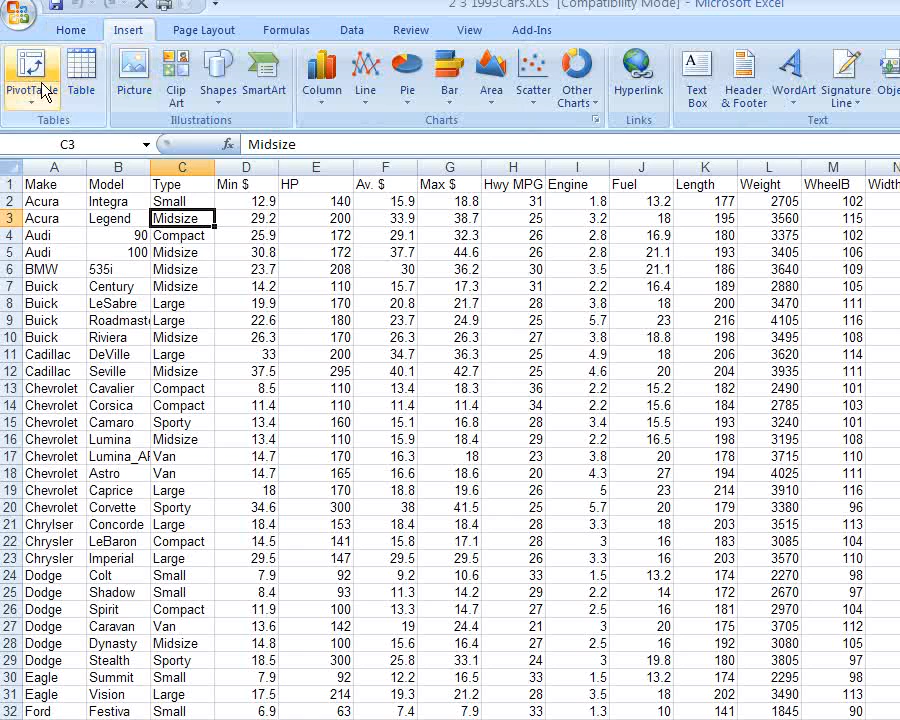 2 3 1993Cars.XLS [Compatibility Mode] - Microsoft Excel
Home Insert Page Layout Formulas Data Review View Add-Ins
PivotTable Table Picture Clip Art Shapes SmartArt Column Line Pie Bar Area Scatter Other Charts Hyperlink Text Box Header & Footer WordArt Signature Line Obje
Tables Illustrations Charts Links Text
C3 fx Midsize
A B C D E F G H I J K L M N
1 Make Model Type Min $ HP Av. $ Max $ Hwy MPG Engine Fuel Length Weight WheelB Width
2 Acura Integra Small 12.9 140 15.9 18.8 31 1.8 13.2 177 2705 102
3 Acura Legend Midsize 29.2 200 33.9 38.7 25 3.2 18 195 3560 115
4 Audi 90 Compact 25.9 172 29.1 32.3 26 2.8 16.9 180 3375 102
5 Audi 100 Midsize 30.8 172 37.7 44.6 26 2.8 21.1 193 3405 106
6 BMW 535i Midsize 23.7 208 30 36.2 30 3.5 21.1 186 3640 109
7 Buick Century Midsize 14.2 110 15.7 17.3 31 2.2 16.4 189 2880 105
8 Buick LeSabre Large 19.9 170 20.8 21.7 28 3.8 18 200 3470 111
9 Buick Roadmast Large 22.6 180 23.7 24.9 25 5.7 23 216 4105 116
10 Buick Riviera Midsize 26.3 170 26.3 26.3 27 3.8 18.8 198 3495 108
11 Cadillac DeVille Large 33 200 34.7 36.3 25 4.9 18 206 3620 114
12 Cadillac Seville Midsize 37.5 295 40.1 42.7 25 4.6 20 204 3935 111
13 Chevrolet Cavalier Compact 8.5 110 13.4 18.3 36 2.2 15.2 182 2490 101
14 Chevrolet Corsica Compact 11.4 110 11.4 11.4 34 2.2 15.6 184 2785 103
15 Chevrolet Camaro Sporty 13.4 160 15.1 16.8 28 3.4 15.5 193 3240 101
16 Chevrolet Lumina Midsize 13.4 110 15.9 18.4 29 2.2 16.5 198 3195 108
17 Chevrolet Lumina_AP Van 14.7 170 16.3 18 23 3.8 20 178 3715 110
18 Chevrolet Astro Van 14.7 165 16.6 18.6 20 4.3 27 194 4025 111
19 Chevrolet Caprice Large 18 170 18.8 19.6 26 5 23 214 3910 116
20 Chevrolet Corvette Sporty 34.6 300 38 41.5 25 5.7 20 179 3380 96
21 Chrylser Concorde Large 18.4 153 18.4 18.4 28 3.3 18 203 3515 113
22 Chrysler LeBaron Compact 14.5 141 15.8 17.1 28 3 16 183 3085 104
23 Chrysler Imperial Large 29.5 147 29.5 29.5 26 3.3 16 203 3570 110
24 Dodge Colt Small 7.9 92 9.2 10.6 33 1.5 13.2 174 2270 98
25 Dodge Shadow Small 8.4 93 11.3 14.2 29 2.2 14 172 2670 97
26 Dodge Spirit Compact 11.9 100 13.3 14.7 27 2.5 16 181 2970 104
27 Dodge Caravan Van 13.6 142 19 24.4 21 3 20 175 3705 112
28 Dodge Dynasty Midsize 14.8 100 15.6 16.4 27 2.5 16 192 3080 105
29 Dodge Stealth Sporty 18.5 300 25.8 33.1 24 3 19.8 180 3805 97
30 Eagle Summit Small 7.9 92 12.2 16.5 33 1.5 13.2 174 2295 98
31 Eagle Vision Large 17.5 214 19.3 21.2 28 3.5 18 202 3490 113
32 Ford Festiva Small 6.9 63 7.4 7.9 33 1.3 10 141 1845 90